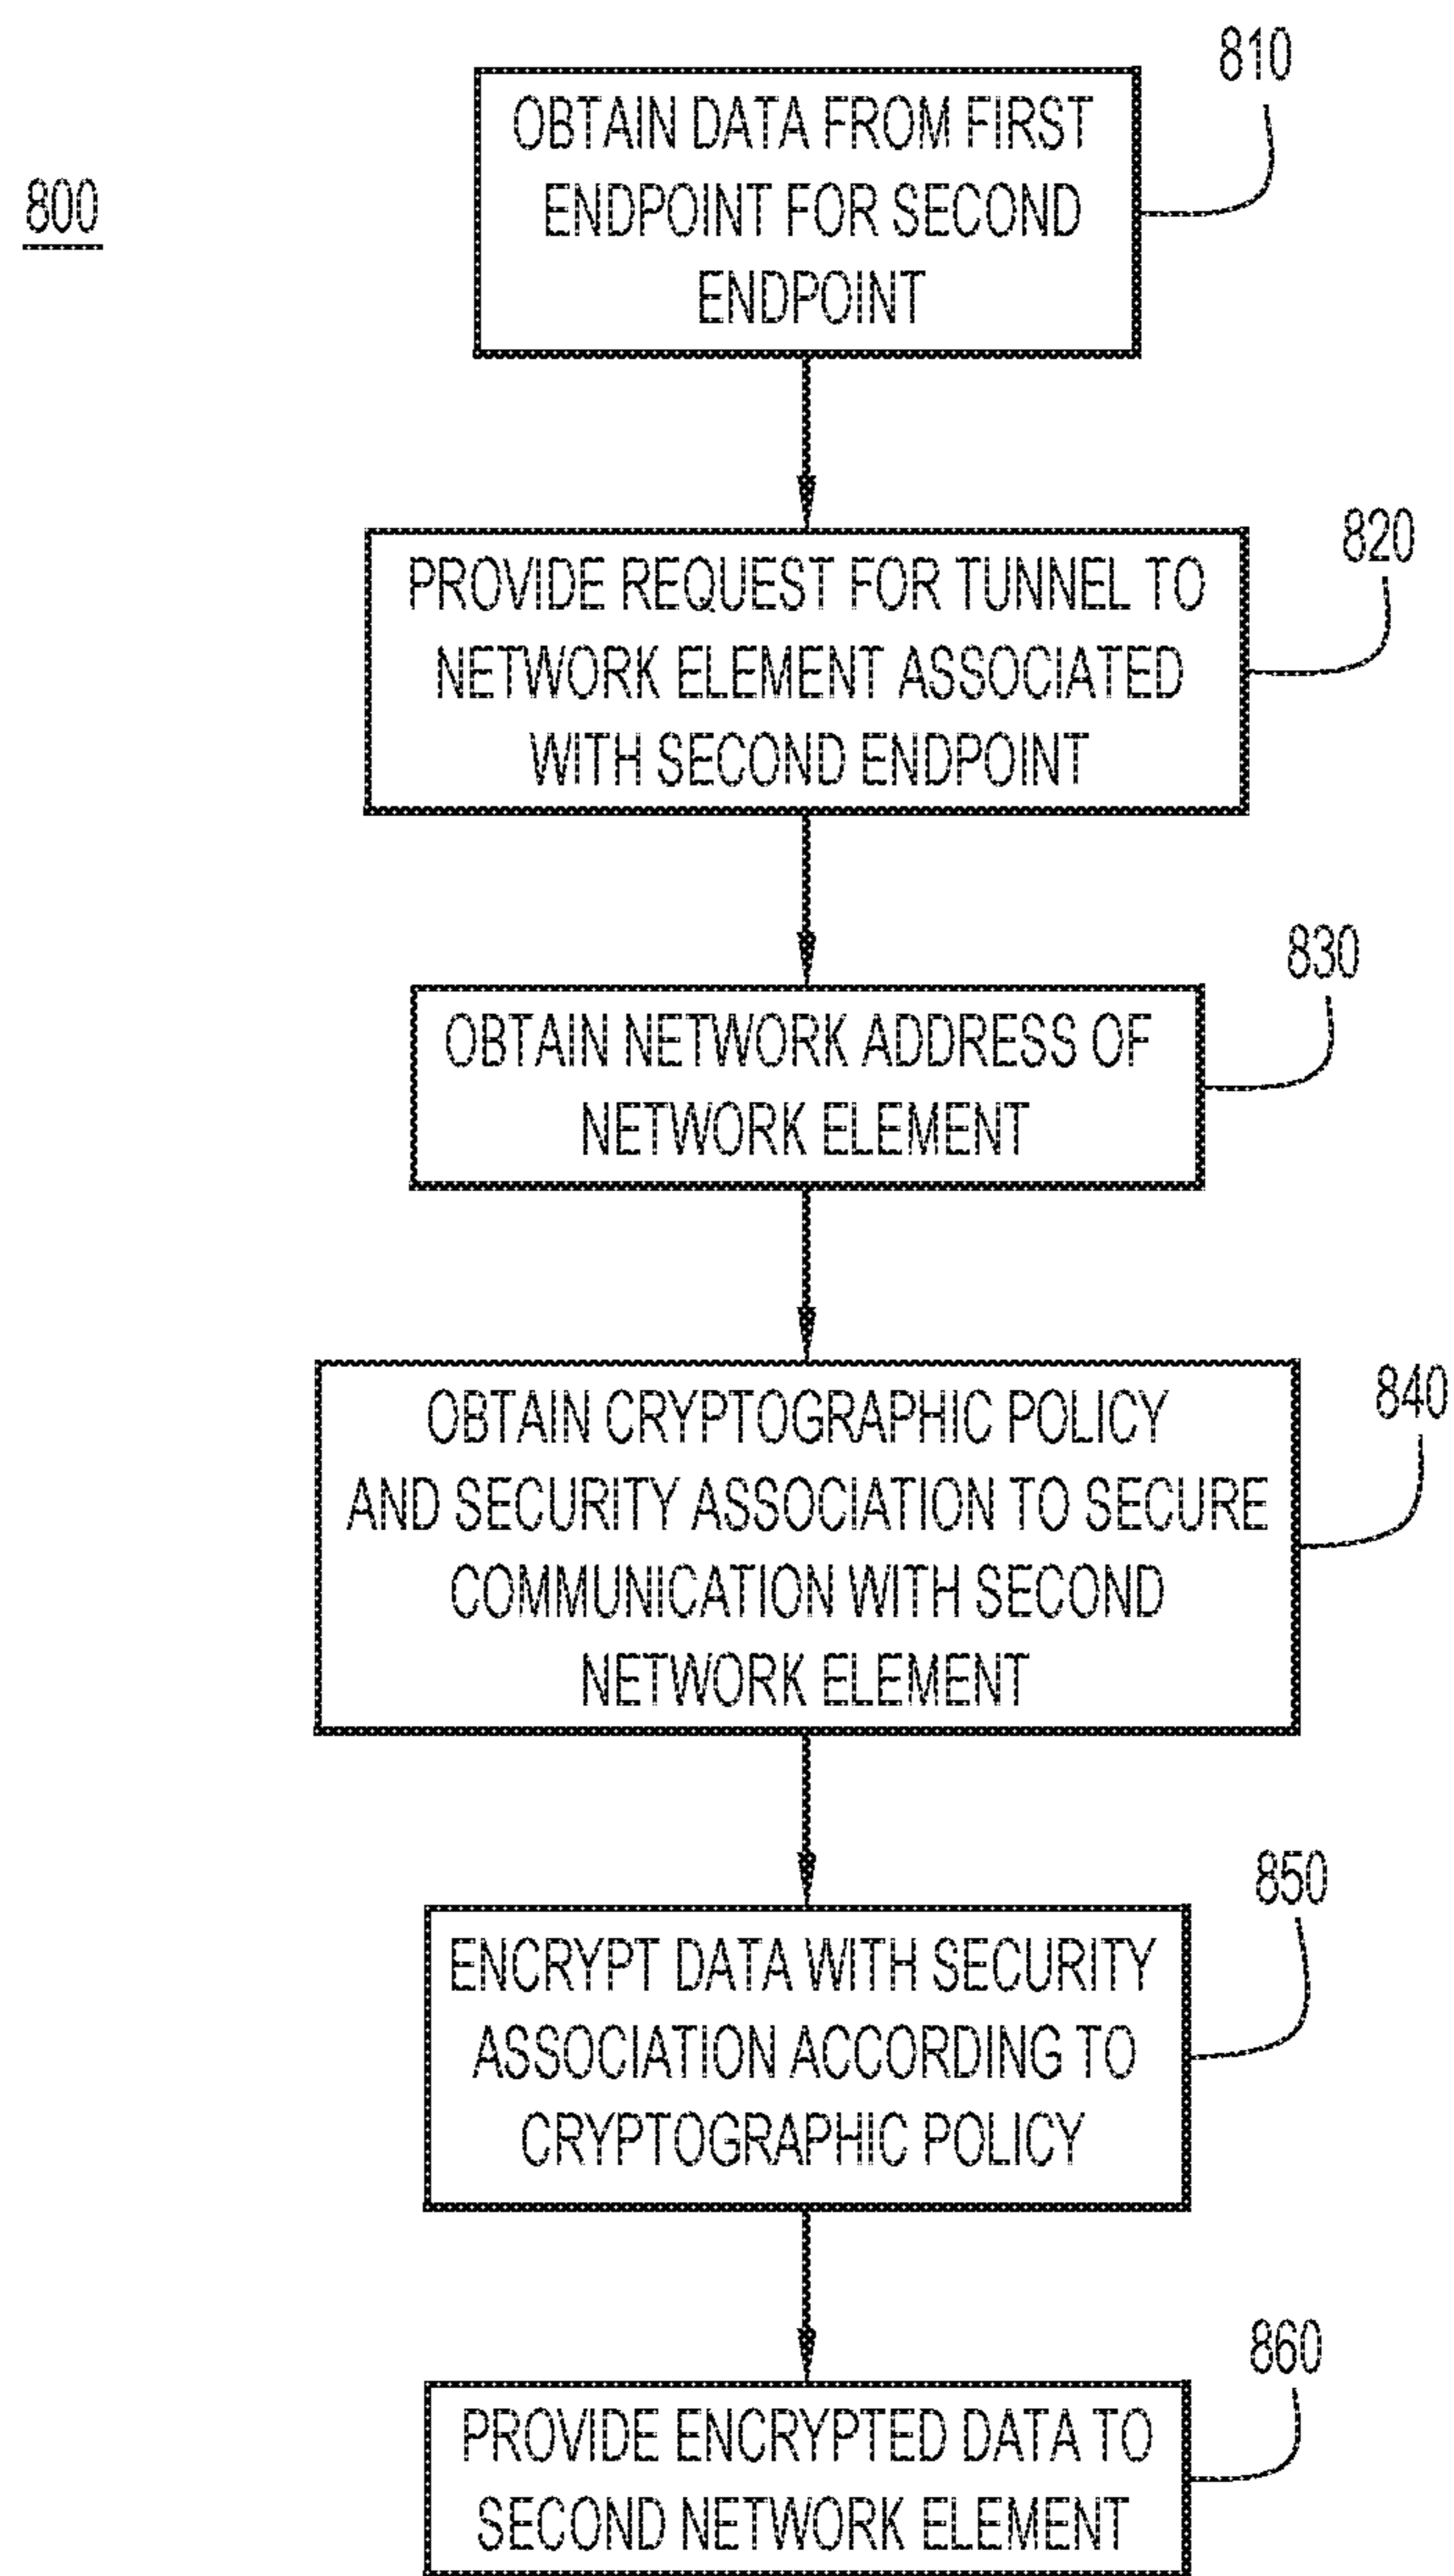 810
OBTAIN DATA FROM FIRST
ENDPOINT FOR SECOND
ENDPOINT
800
820
PROVIDE REQUEST FOR TUNNEL TO
NETWORK ELEMENT ASSOCIATED
WITH SECOND ENDPOINT
830
OBTAIN NETWORK ADDRESS OF
NETWORK ELEMENT
840
OBTAIN CRYPTOGRAPHIC POLICY
AND SECURITY ASSOCIATION TO SECURE
COMMUNICATION WITH SECOND
NETWORK ELEMENT
850
ENCRYPT DATA WITH SECURITY
ASSOCIATION ACCORDING TO
CRYPTOGRAPHIC POLICY
860
PROVIDE ENCRYPTED DATA TO
SECOND NETWORK ELEMENT